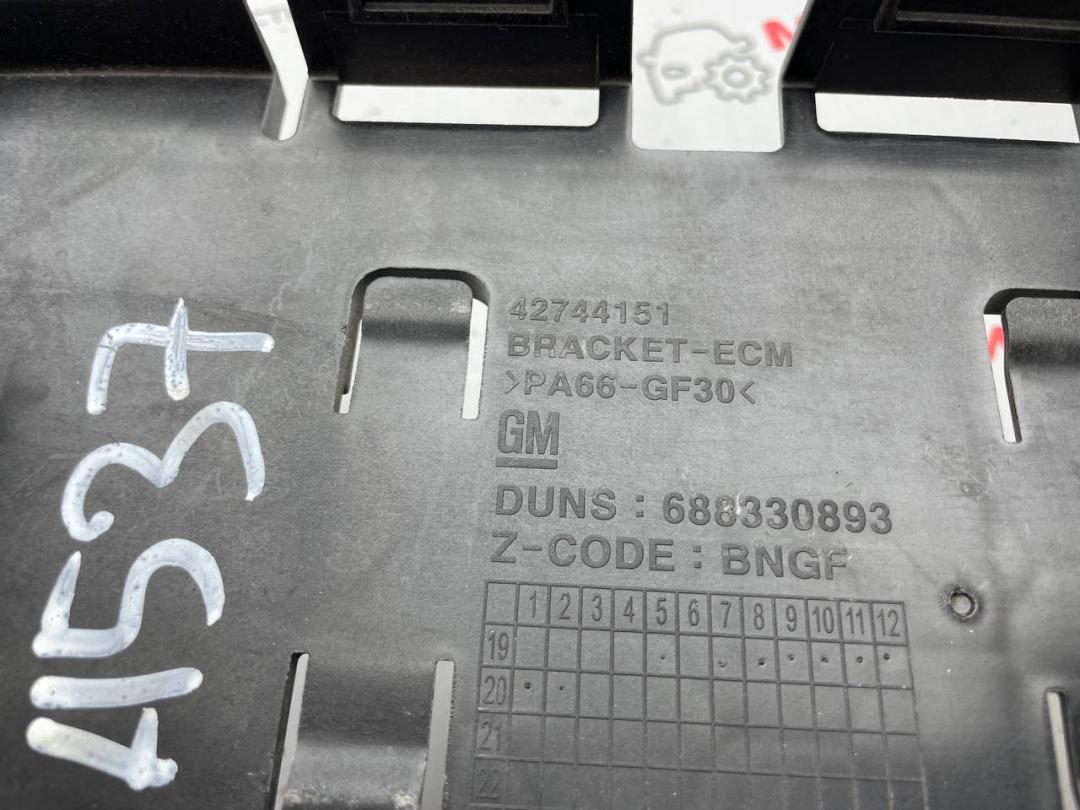 42744151
BRACKET-ECM
>PA66-GF30<
GM
DUNS : 688330893
Z-CODE : BNGF
1 2 3 4 5 6 7 8 9 10 11 12
19
20
21
22
A1537